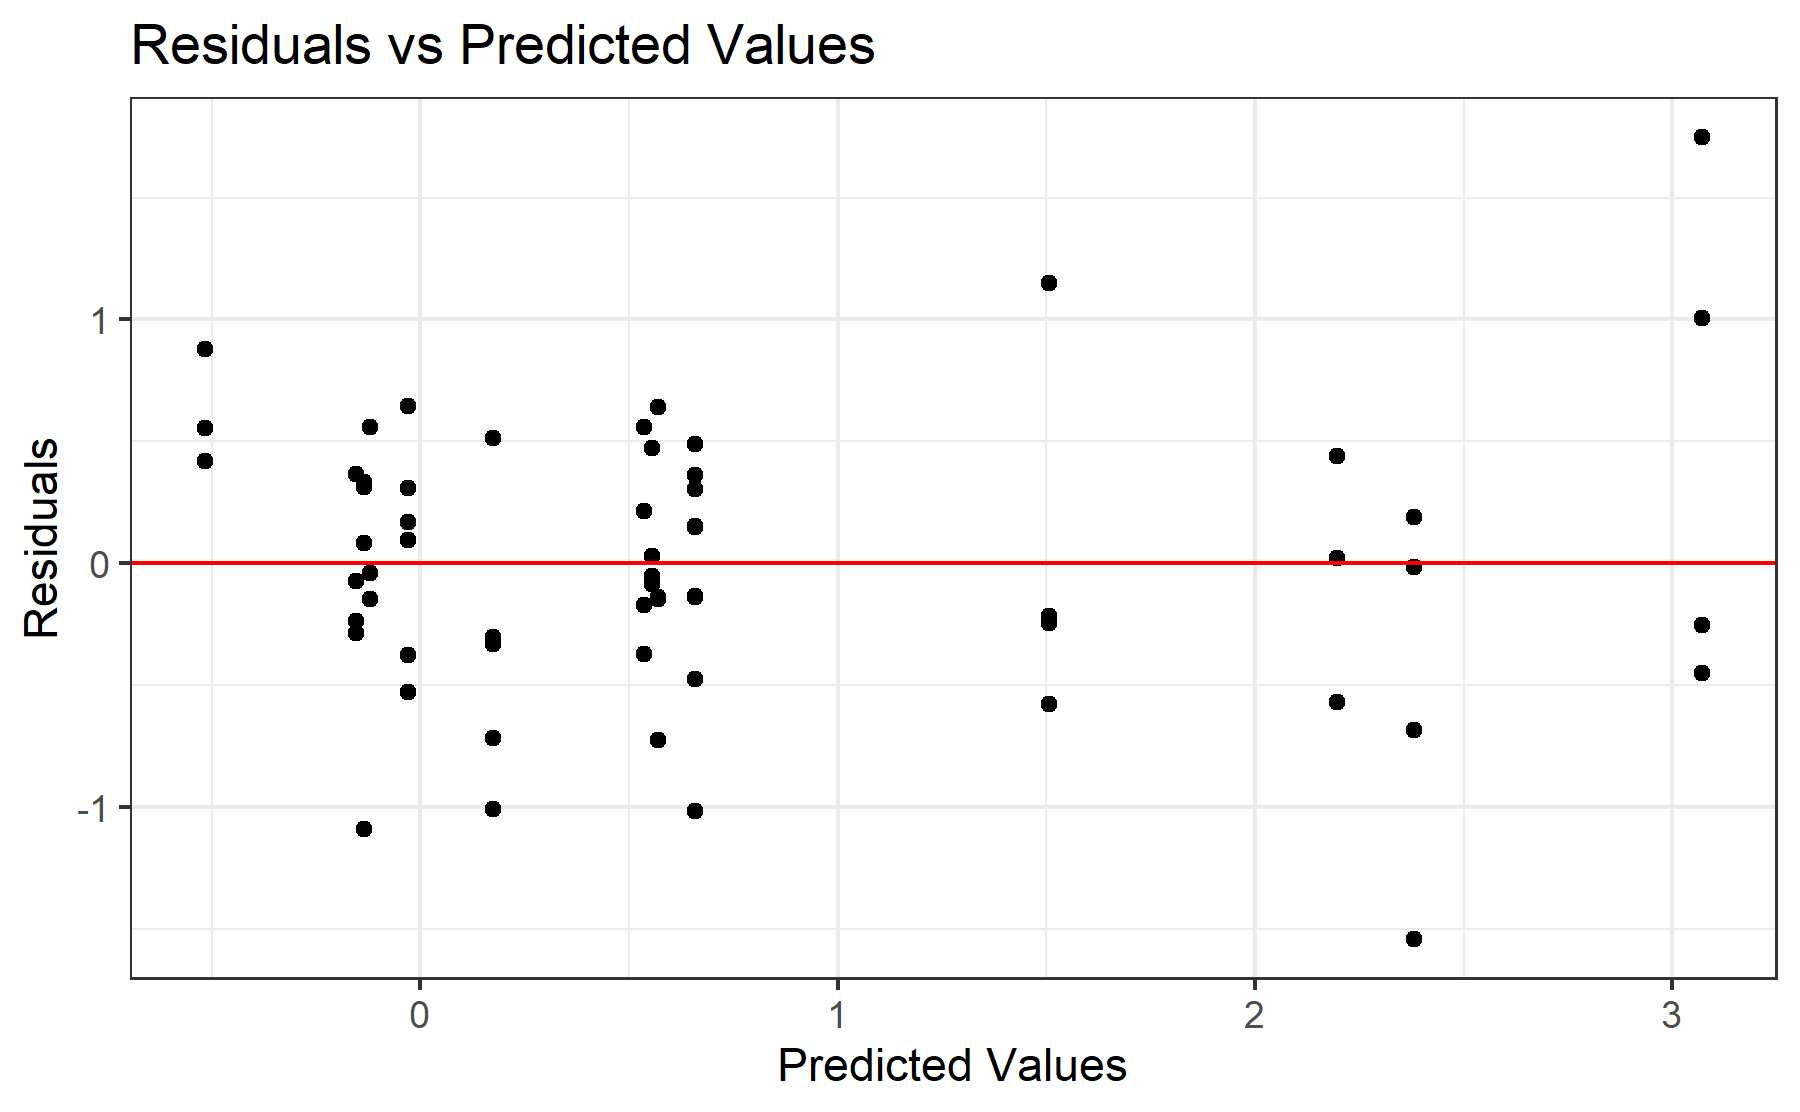 Residuals vs Predicted Values
1
0
-1
Residuals
0 1 2 3
Predicted Values